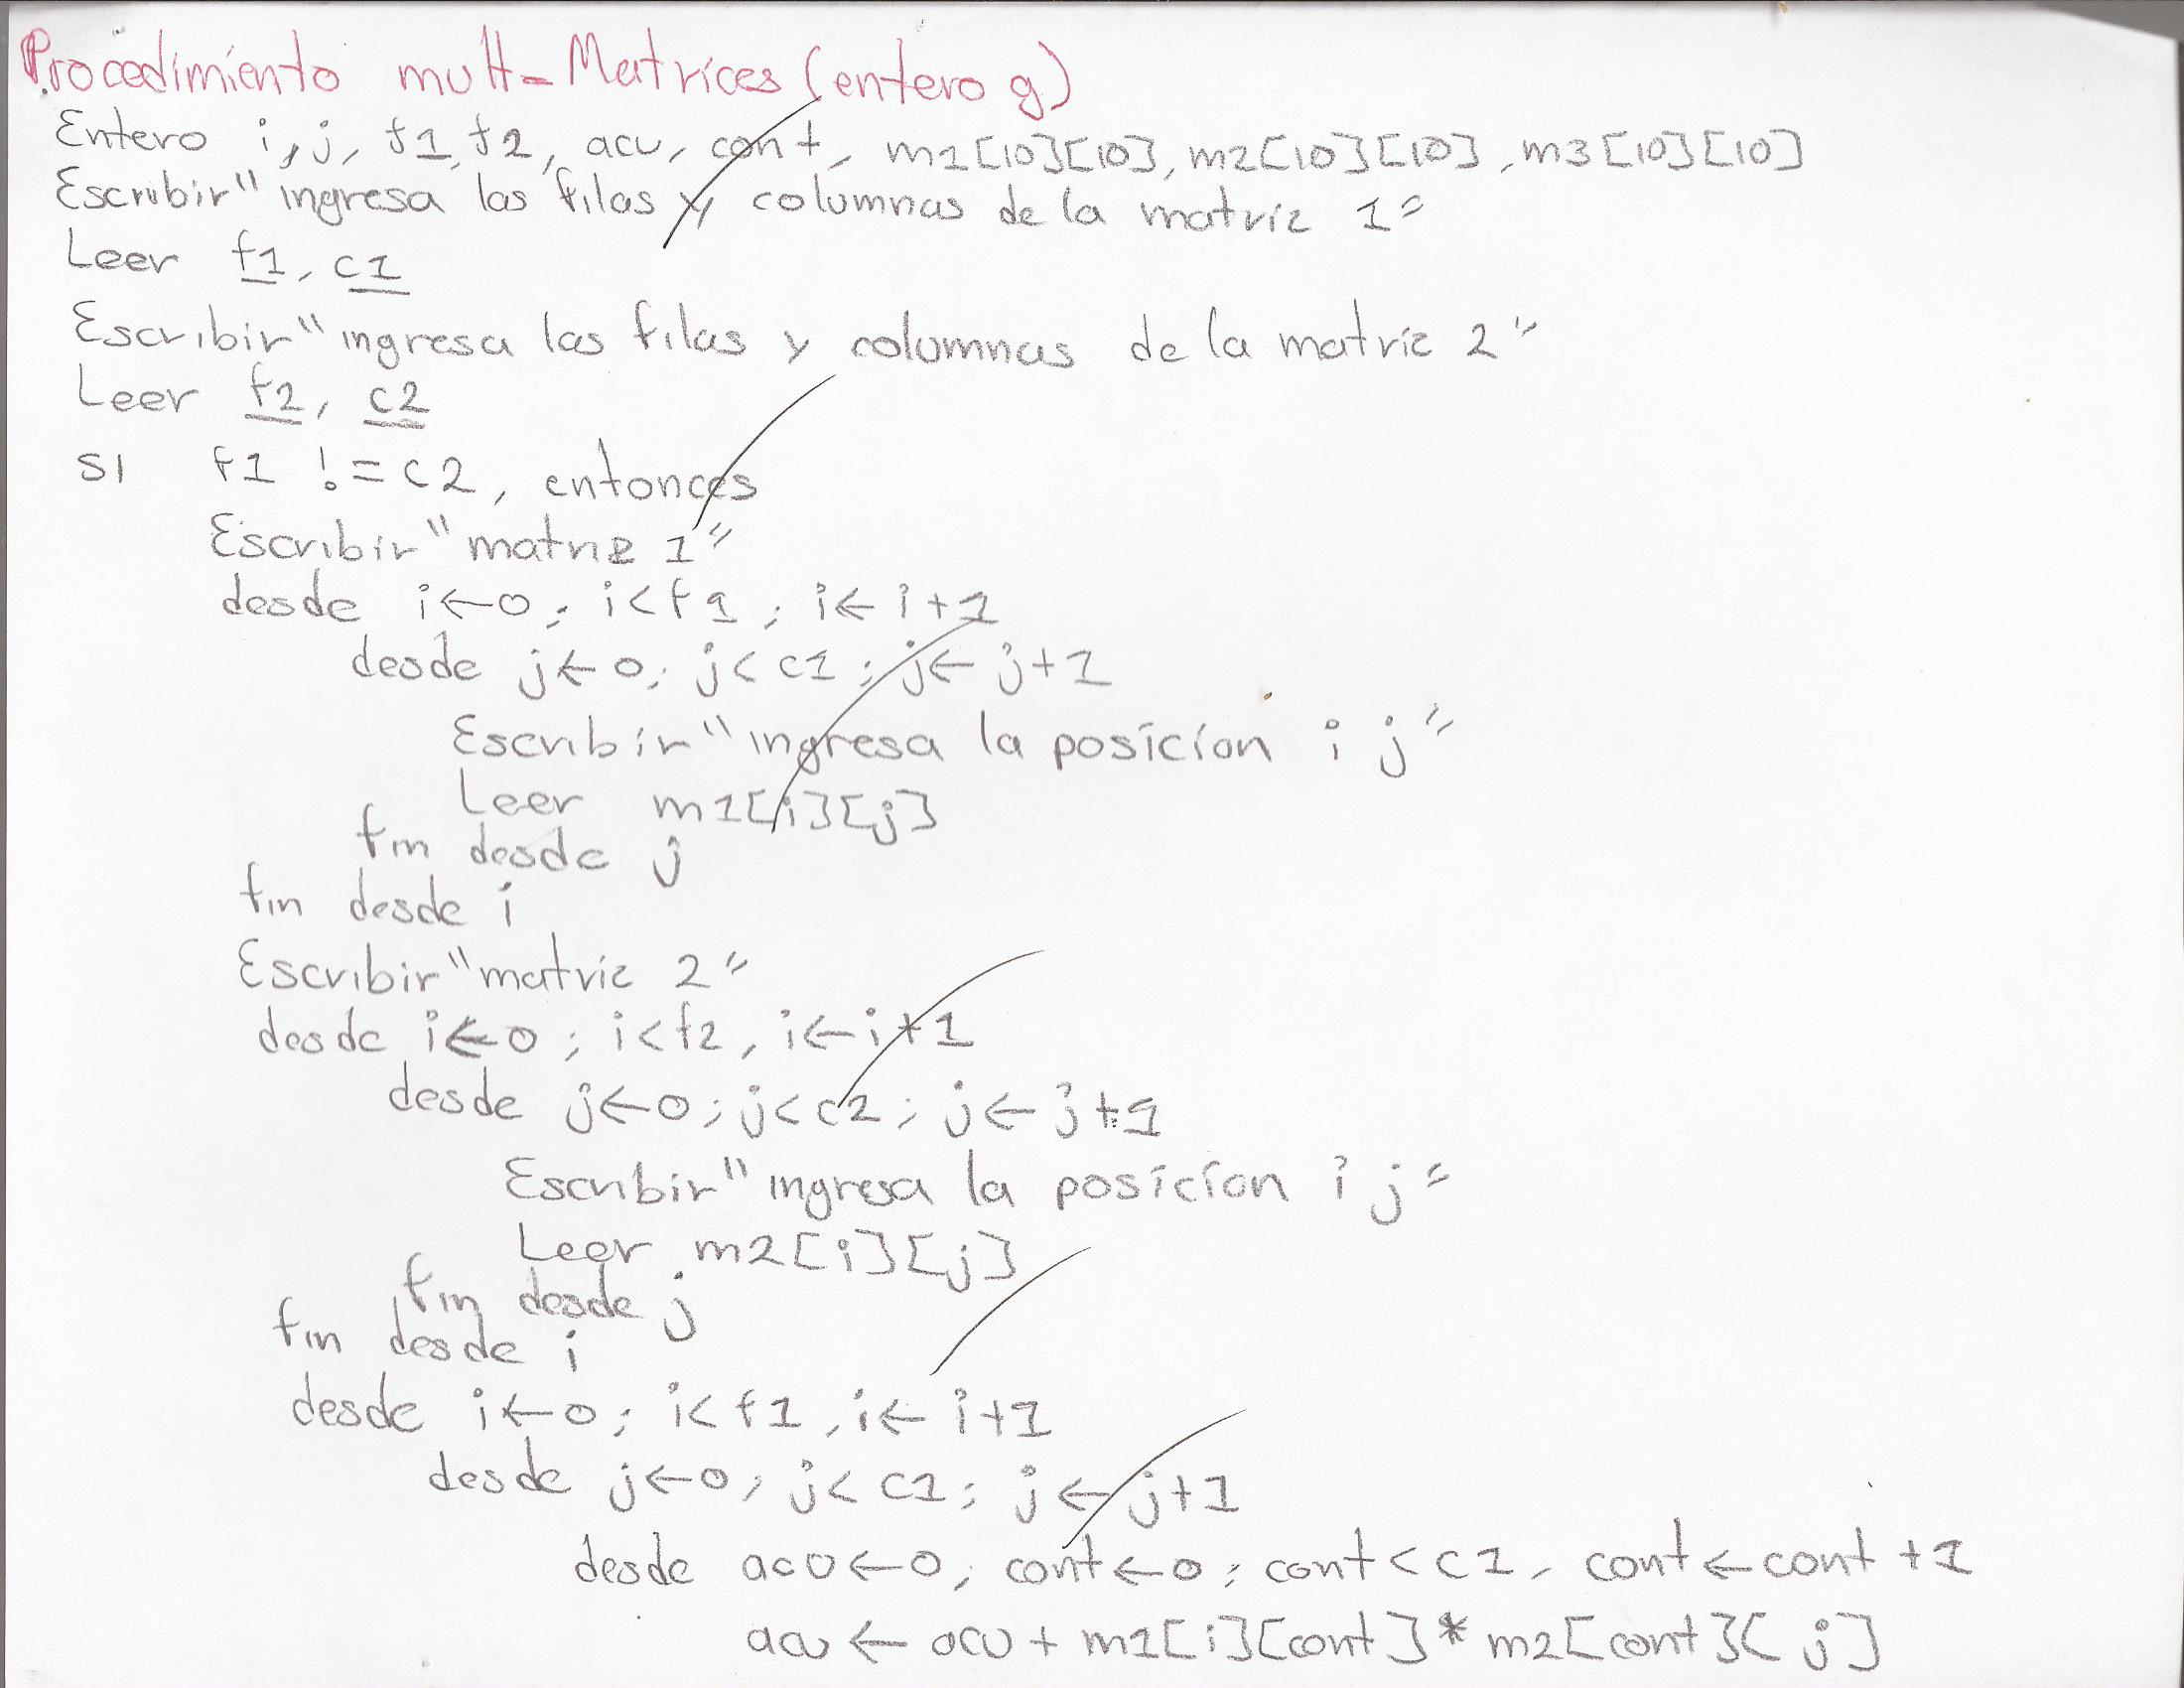 Procedimiento mult-Matrices (entero g)
Entero i, j, f1, f2, acu, cont, m1[10][10], m2[10][10], m3[10][10]
Escribir "ingresa las filas y columnas de la matriz 1"
Leer f1, c1
Escribir "ingresa las filas y columnas de la matriz 2"
Leer f2, c2
si f1 != c2, entonces
Escribir "matriz 1"
desde i←0; i<f1; i←i+1
desde j←0; j<c1; j←j+1
Escribir "ingresa la posicion i j"
Leer m1[i][j]
fin desde j
fin desde i
Escribir "matriz 2"
desde i←0; i<f2, i←i+1
desde j←0; j<c2; j←j+1
Escribir "ingresa la posicion i j"
Leer m2[i][j]
fin desde j
fin desde i
desde i←0; i<f1, i←i+1
desde j←0; j<c1; j←j+1
desde acu←0, cont←0; cont<c1, cont←cont+1
acu←acu+m1[i][cont]*m2[cont][j]